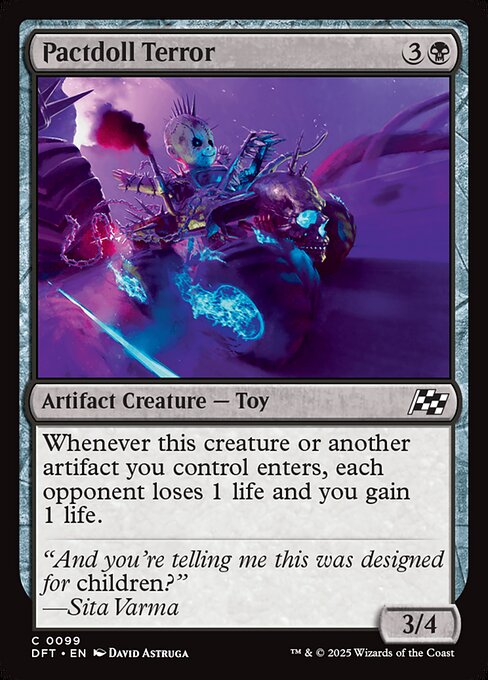 Pactdoll Terror 3
Artifact Creature — Toy
Whenever this creature or another
artifact you control enters, each
opponent loses 1 life and you gain
1 life.
“And you’re telling me this was designed
for children?”
—Sita Varma
3/4
C 0099
DFT • EN DAVID ASTRUGA
™ & © 2025 Wizards of the Coast